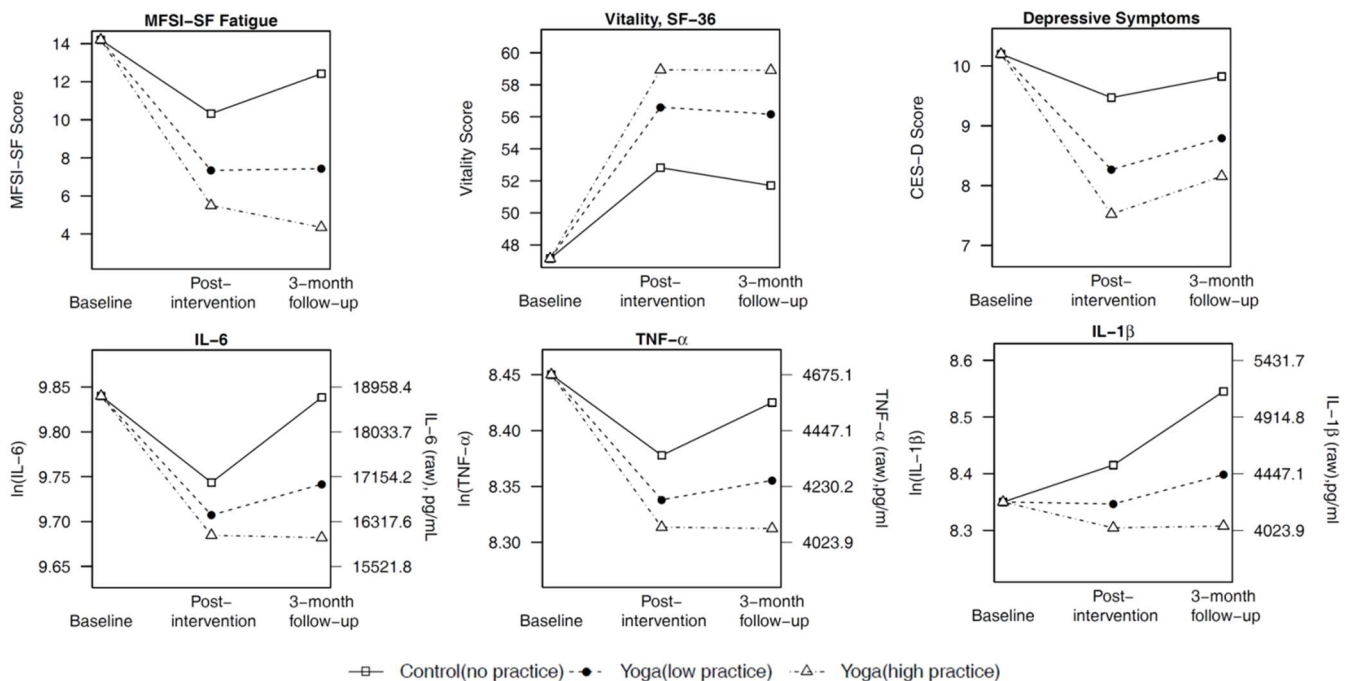 MFSI−SF Fatigue
MFSI−SF Score
14
12
10
8
6
4
Baseline
Post−
intervention
3−month
follow−up
Vitality, SF−36
Vitality Score
60
58
56
54
52
50
48
Baseline
Post−
intervention
3−month
follow−up
Depressive Symptoms
CES−D Score
10
9
8
7
Baseline
Post−
intervention
3−month
follow−up
IL−6
ln(IL−6)
9.85
9.80
9.75
9.70
9.65
18958.4
18033.7
17154.2
16317.6
15521.8
IL−6 (raw), pg/mL
Baseline
Post−
intervention
3−month
follow−up
TNF−α
ln(TNF−α)
8.45
8.40
8.35
8.30
4675.1
4447.1
4230.2
4023.9
TNF−α (raw),pg/ml
Baseline
Post−
intervention
3−month
follow−up
IL−1β
ln(IL−1β)
8.6
8.5
8.4
8.3
5431.7
4914.8
4447.1
4023.9
IL−1β (raw),pg/ml
Baseline
Post−
intervention
3−month
follow−up
Control(no practice) Yoga(low practice) Yoga(high practice)